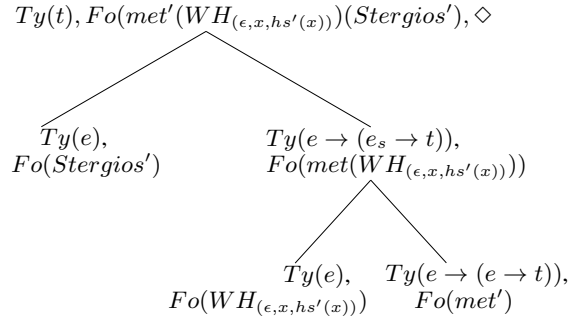 Ty(t), Fo(met′(WH_{(ϵ,x,hs′(x))})(Stergios′), ◇
Ty(e),
Fo(Stergios′)
Ty(e → (e_s → t)),
Fo(met(WH_{(ϵ,x,hs′(x))}))
Ty(e),
Fo(WH_{(ϵ,x,hs′(x))})
Ty(e → (e → t)),
Fo(met′)